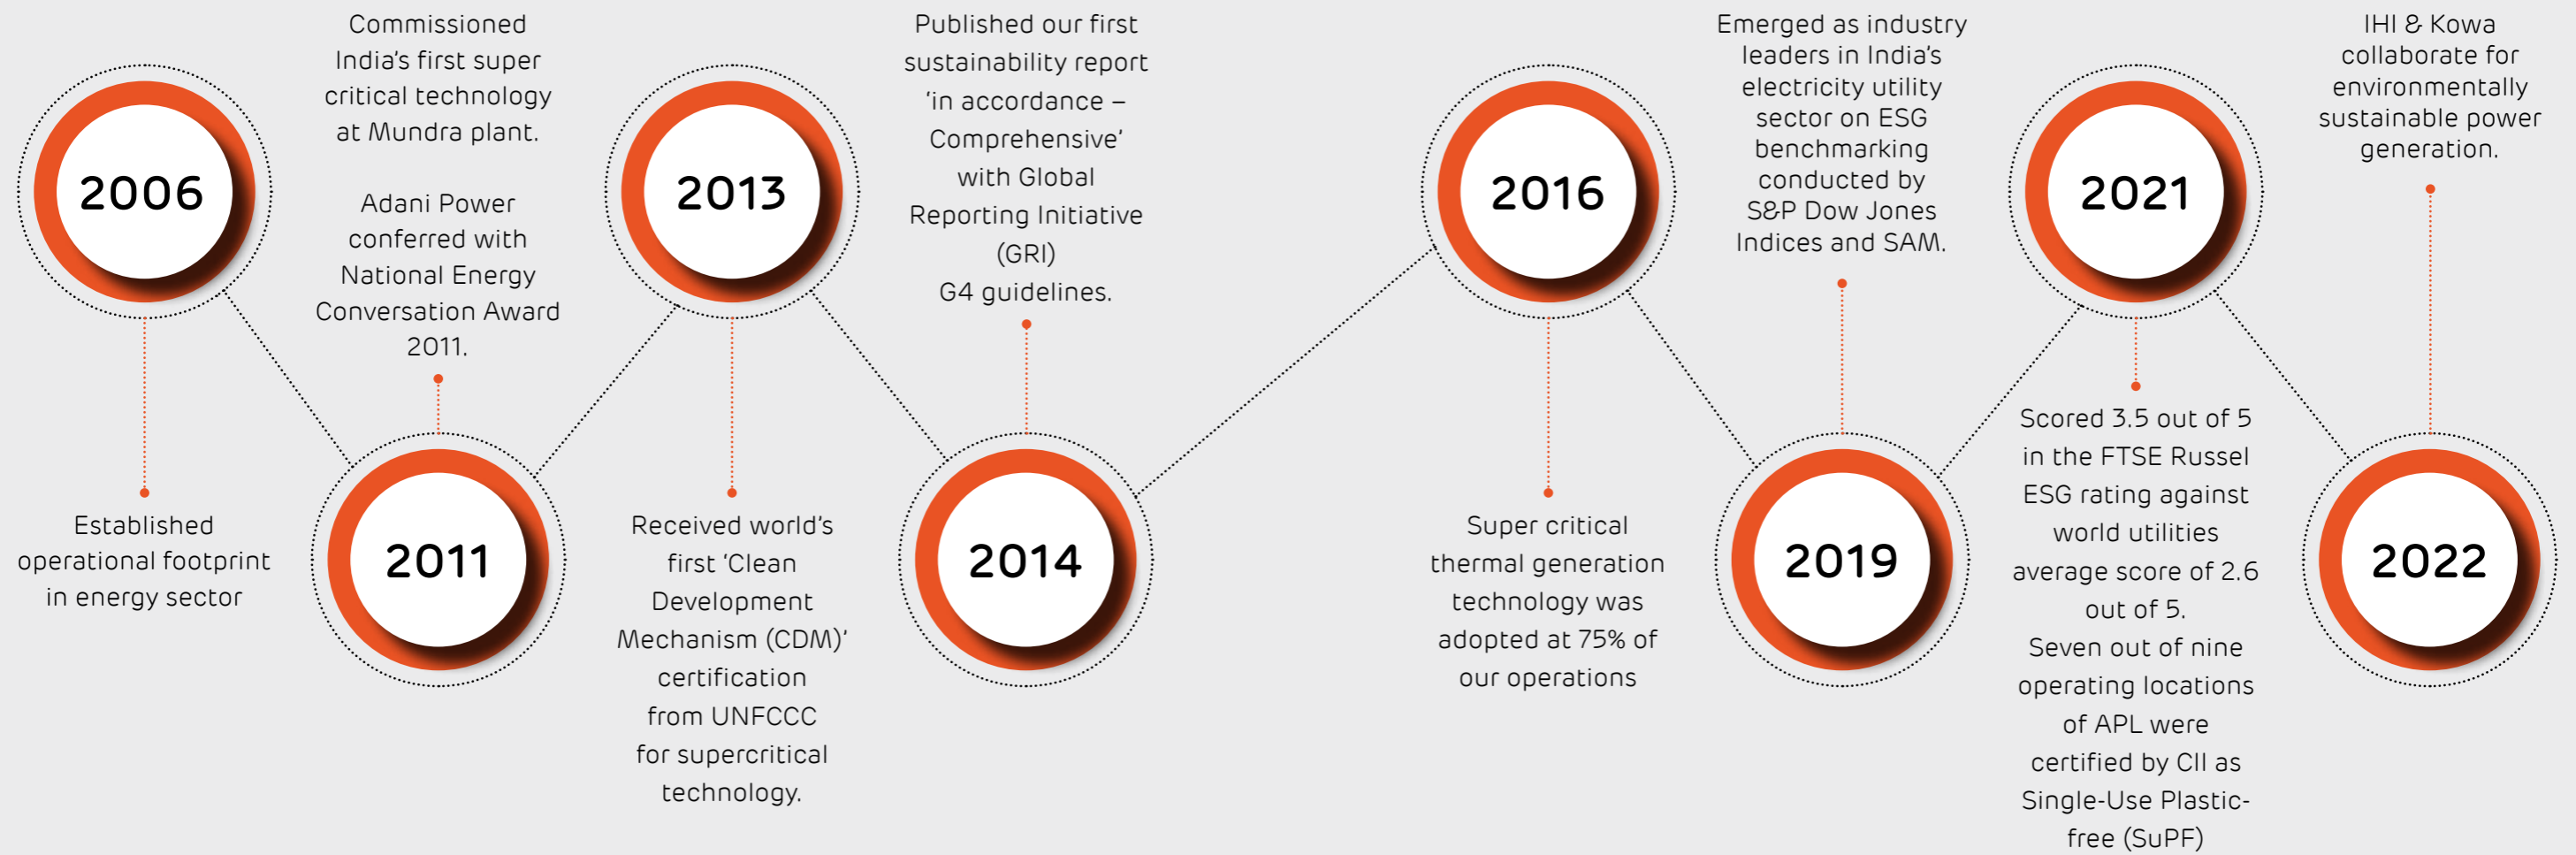 2006
Established
operational footprint
in energy sector
Commissioned
India's first super
critical technology
at Mundra plant.
Adani Power
conferred with
National Energy
Conversation Award
2011.
2011
2013
Received world's
first ‘Clean
Development
Mechanism (CDM)’
certification
from UNFCCC
for supercritical
technology.
Published our first
sustainability report
‘in accordance –
Comprehensive’
with Global
Reporting Initiative
(GRI)
G4 guidelines.
2014
2016
Super critical
thermal generation
technology was
adopted at 75% of
our operations
Emerged as industry
leaders in India's
electricity utility
sector on ESG
benchmarking
conducted by
S&P Dow Jones
Indices and SAM.
2019
2021
Scored 3.5 out of 5
in the FTSE Russel
ESG rating against
world utilities
average score of 2.6
out of 5.
Seven out of nine
operating locations
of APL were
certified by CII as
Single-Use Plastic-
free (SuPF)
IHI & Kowa
collaborate for
environmentally
sustainable power
generation.
2022